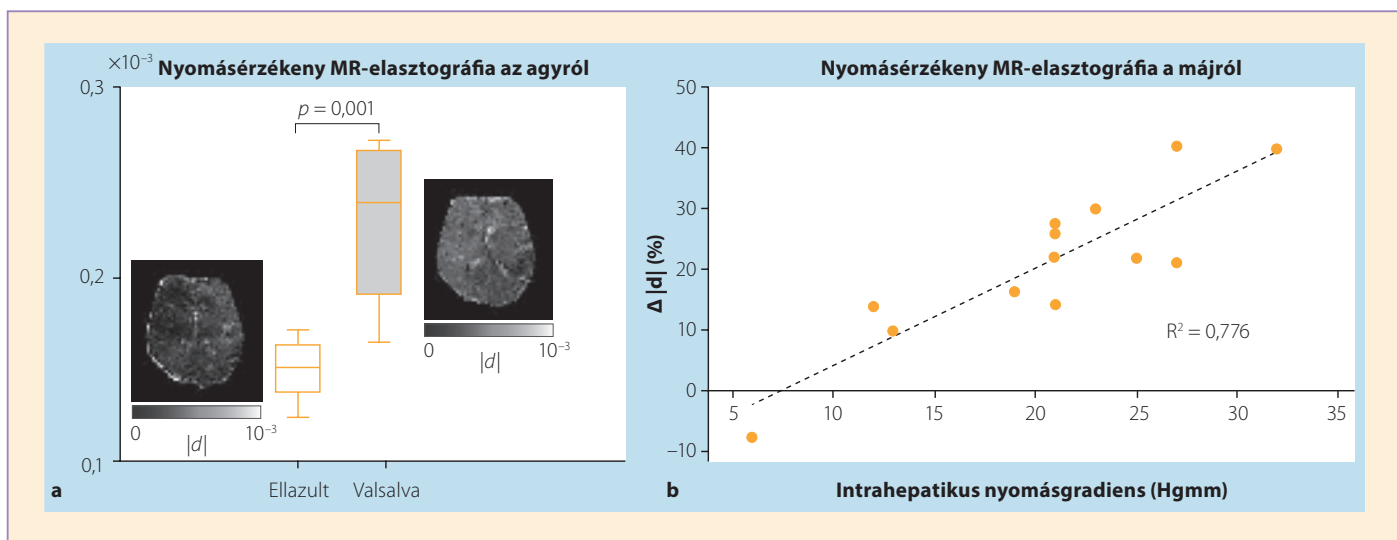 ×10⁻³
Nyomásérzékeny MR-elasztográfia az agyról
0,3
p = 0,001
0,2
0 10⁻³
|d|
0 10⁻³
|d|
0,1
a
Ellazult Valsalva
Nyomásérzékeny MR-elasztográfia a májról
50
40
30
20
10
0
−10
Δ |d| (%)
R² = 0,776
5 10 15 20 25 30 35
b
Intrahepatikus nyomásgradiens (Hgmm)